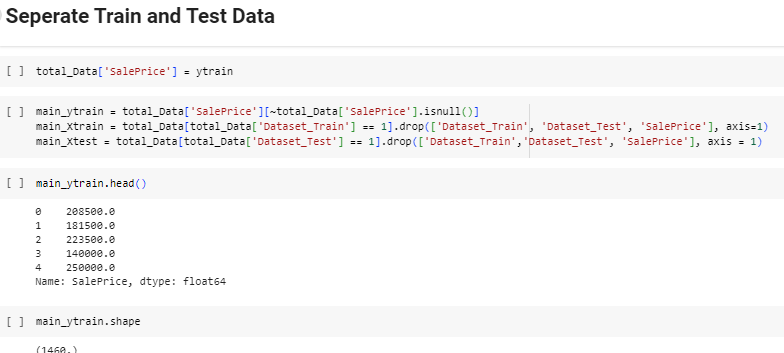 Seperate Train and Test Data
[ ] total_Data['SalePrice'] = ytrain
[ ] main_ytrain = total_Data['SalePrice'][~total_Data['SalePrice'].isnull()]
main_Xtrain = total_Data[total_Data['Dataset_Train'] == 1].drop(['Dataset_Train', 'Dataset_Test', 'SalePrice'], axis=1)
main_Xtest = total_Data[total_Data['Dataset_Test'] == 1].drop(['Dataset_Train','Dataset_Test', 'SalePrice'], axis = 1)
[ ] main_ytrain.head()
0 208500.0
1 181500.0
2 223500.0
3 140000.0
4 250000.0
Name: SalePrice, dtype: float64
[ ] main_ytrain.shape
(1460,)